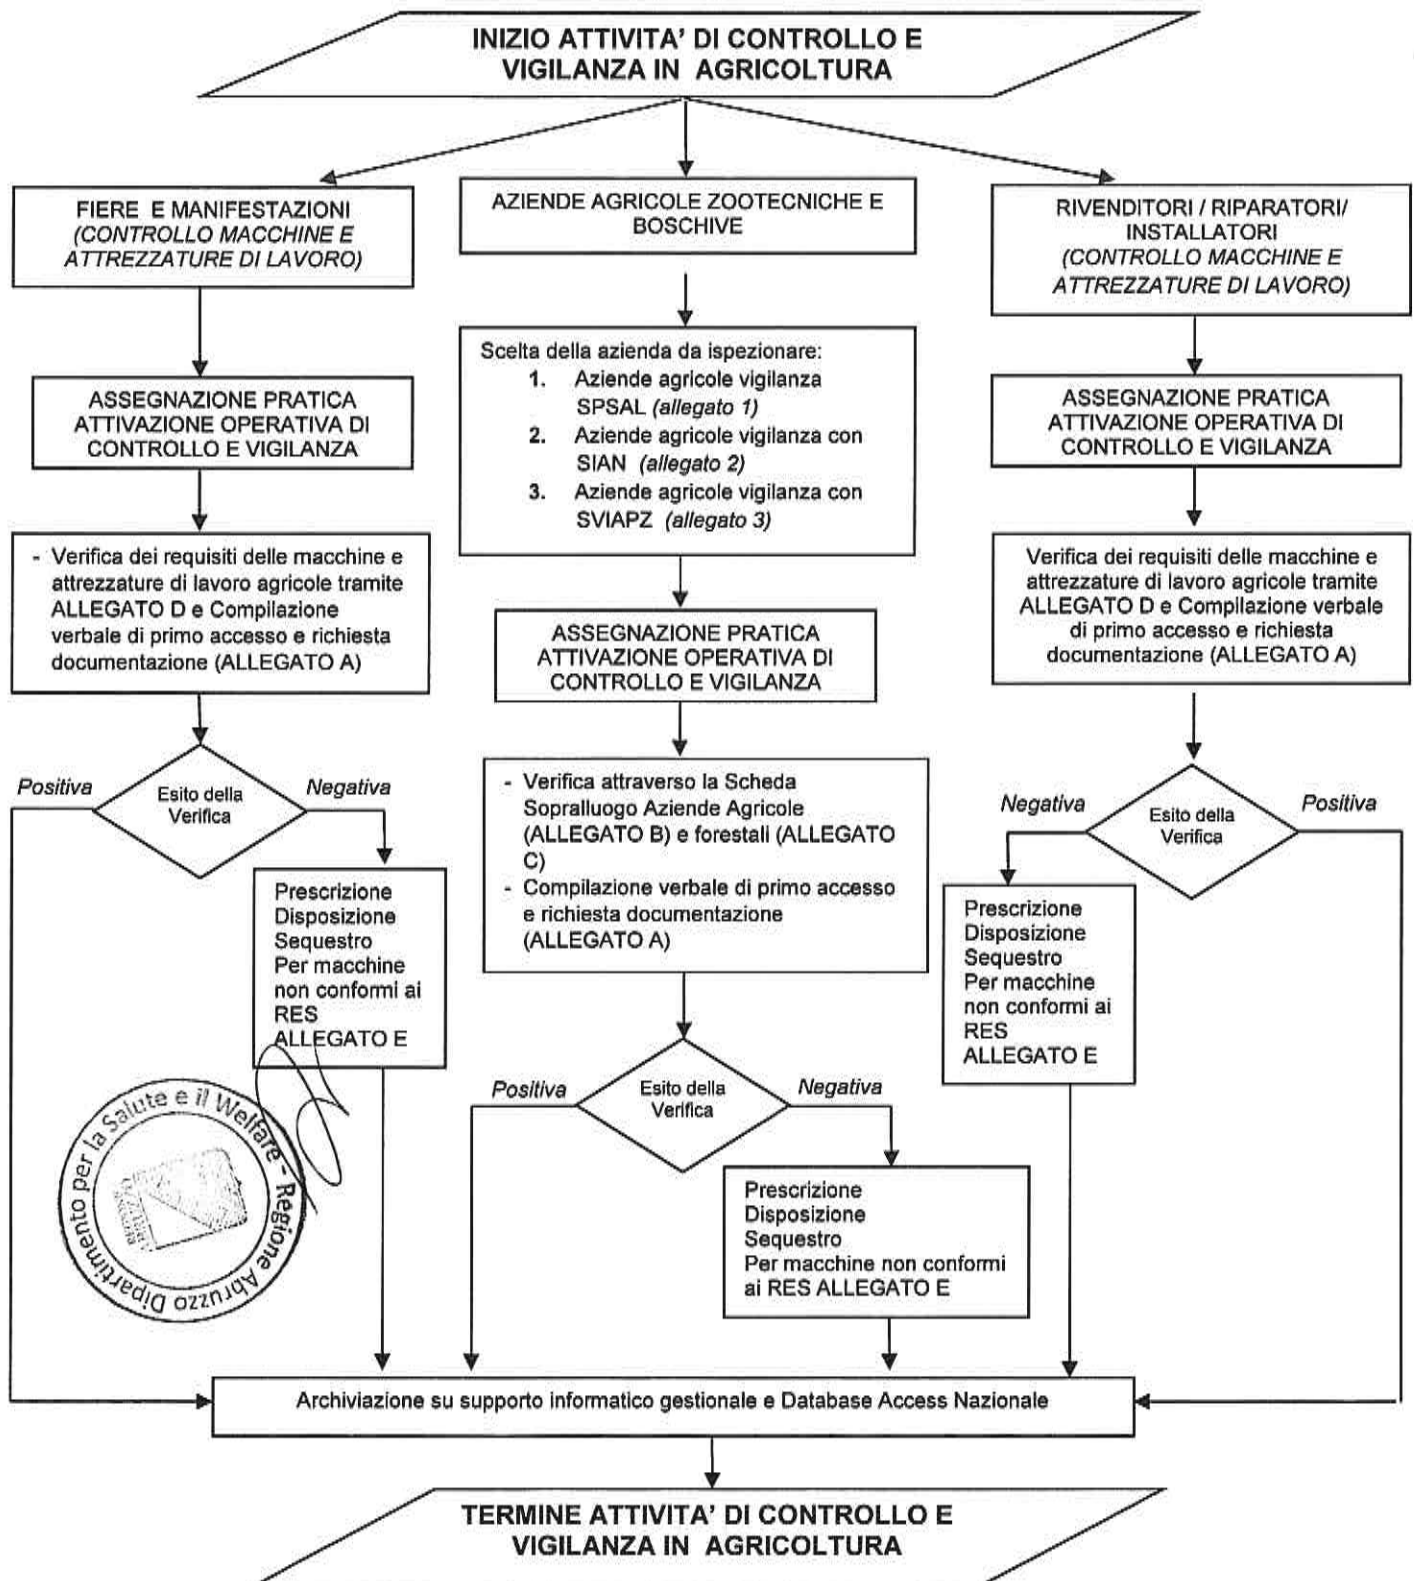 INIZIO ATTIVITA' DI CONTROLLO E
VIGILANZA IN AGRICOLTURA
FIERE E MANIFESTAZIONI
(CONTROLLO MACCHINE E
ATTREZZATURE DI LAVORO)
AZIENDE AGRICOLE ZOOTECNICHE E
BOSCHIVE
RIVENDITORI / RIPARATORI/
INSTALLATORI
(CONTROLLO MACCHINE E
ATTREZZATURE DI LAVORO)
ASSEGNAZIONE PRATICA
ATTIVAZIONE OPERATIVA DI
CONTROLLO E VIGILANZA
Scelta della azienda da ispezionare:
1. Aziende agricole vigilanza
SPSAL (allegato 1)
2. Aziende agricole vigilanza con
SIAN (allegato 2)
3. Aziende agricole vigilanza con
SVIAPZ (allegato 3)
ASSEGNAZIONE PRATICA
ATTIVAZIONE OPERATIVA DI
CONTROLLO E VIGILANZA
- Verifica dei requisiti delle macchine e
attrezzature di lavoro agricole tramite
ALLEGATO D e Compilazione
verbale di primo accesso e richiesta
documentazione (ALLEGATO A)
ASSEGNAZIONE PRATICA
ATTIVAZIONE OPERATIVA DI
CONTROLLO E VIGILANZA
Verifica dei requisiti delle macchine e
attrezzature di lavoro agricole tramite
ALLEGATO D e Compilazione verbale
di primo accesso e richiesta
documentazione (ALLEGATO A)
Positiva
Esito della
Verifica
Negativa
- Verifica attraverso la Scheda
Sopralluogo Aziende Agricole
(ALLEGATO B) e forestali (ALLEGATO
C)
- Compilazione verbale di primo accesso
e richiesta documentazione
(ALLEGATO A)
Negativa
Esito della
Verifica
Positiva
Prescrizione
Disposizione
Sequestro
Per macchine
non conformi ai
RES
ALLEGATO E
Prescrizione
Disposizione
Sequestro
Per macchine
non conformi ai
RES
ALLEGATO E
Positiva
Esito della
Verifica
Negativa
Dipartimento per la Salute e il Welfare - Regione Abruzzo
REGIONE
ABRUZZO
Prescrizione
Disposizione
Sequestro
Per macchine non conformi
ai RES ALLEGATO E
Archiviazione su supporto informatico gestionale e Database Access Nazionale
TERMINE ATTIVITA' DI CONTROLLO E
VIGILANZA IN AGRICOLTURA